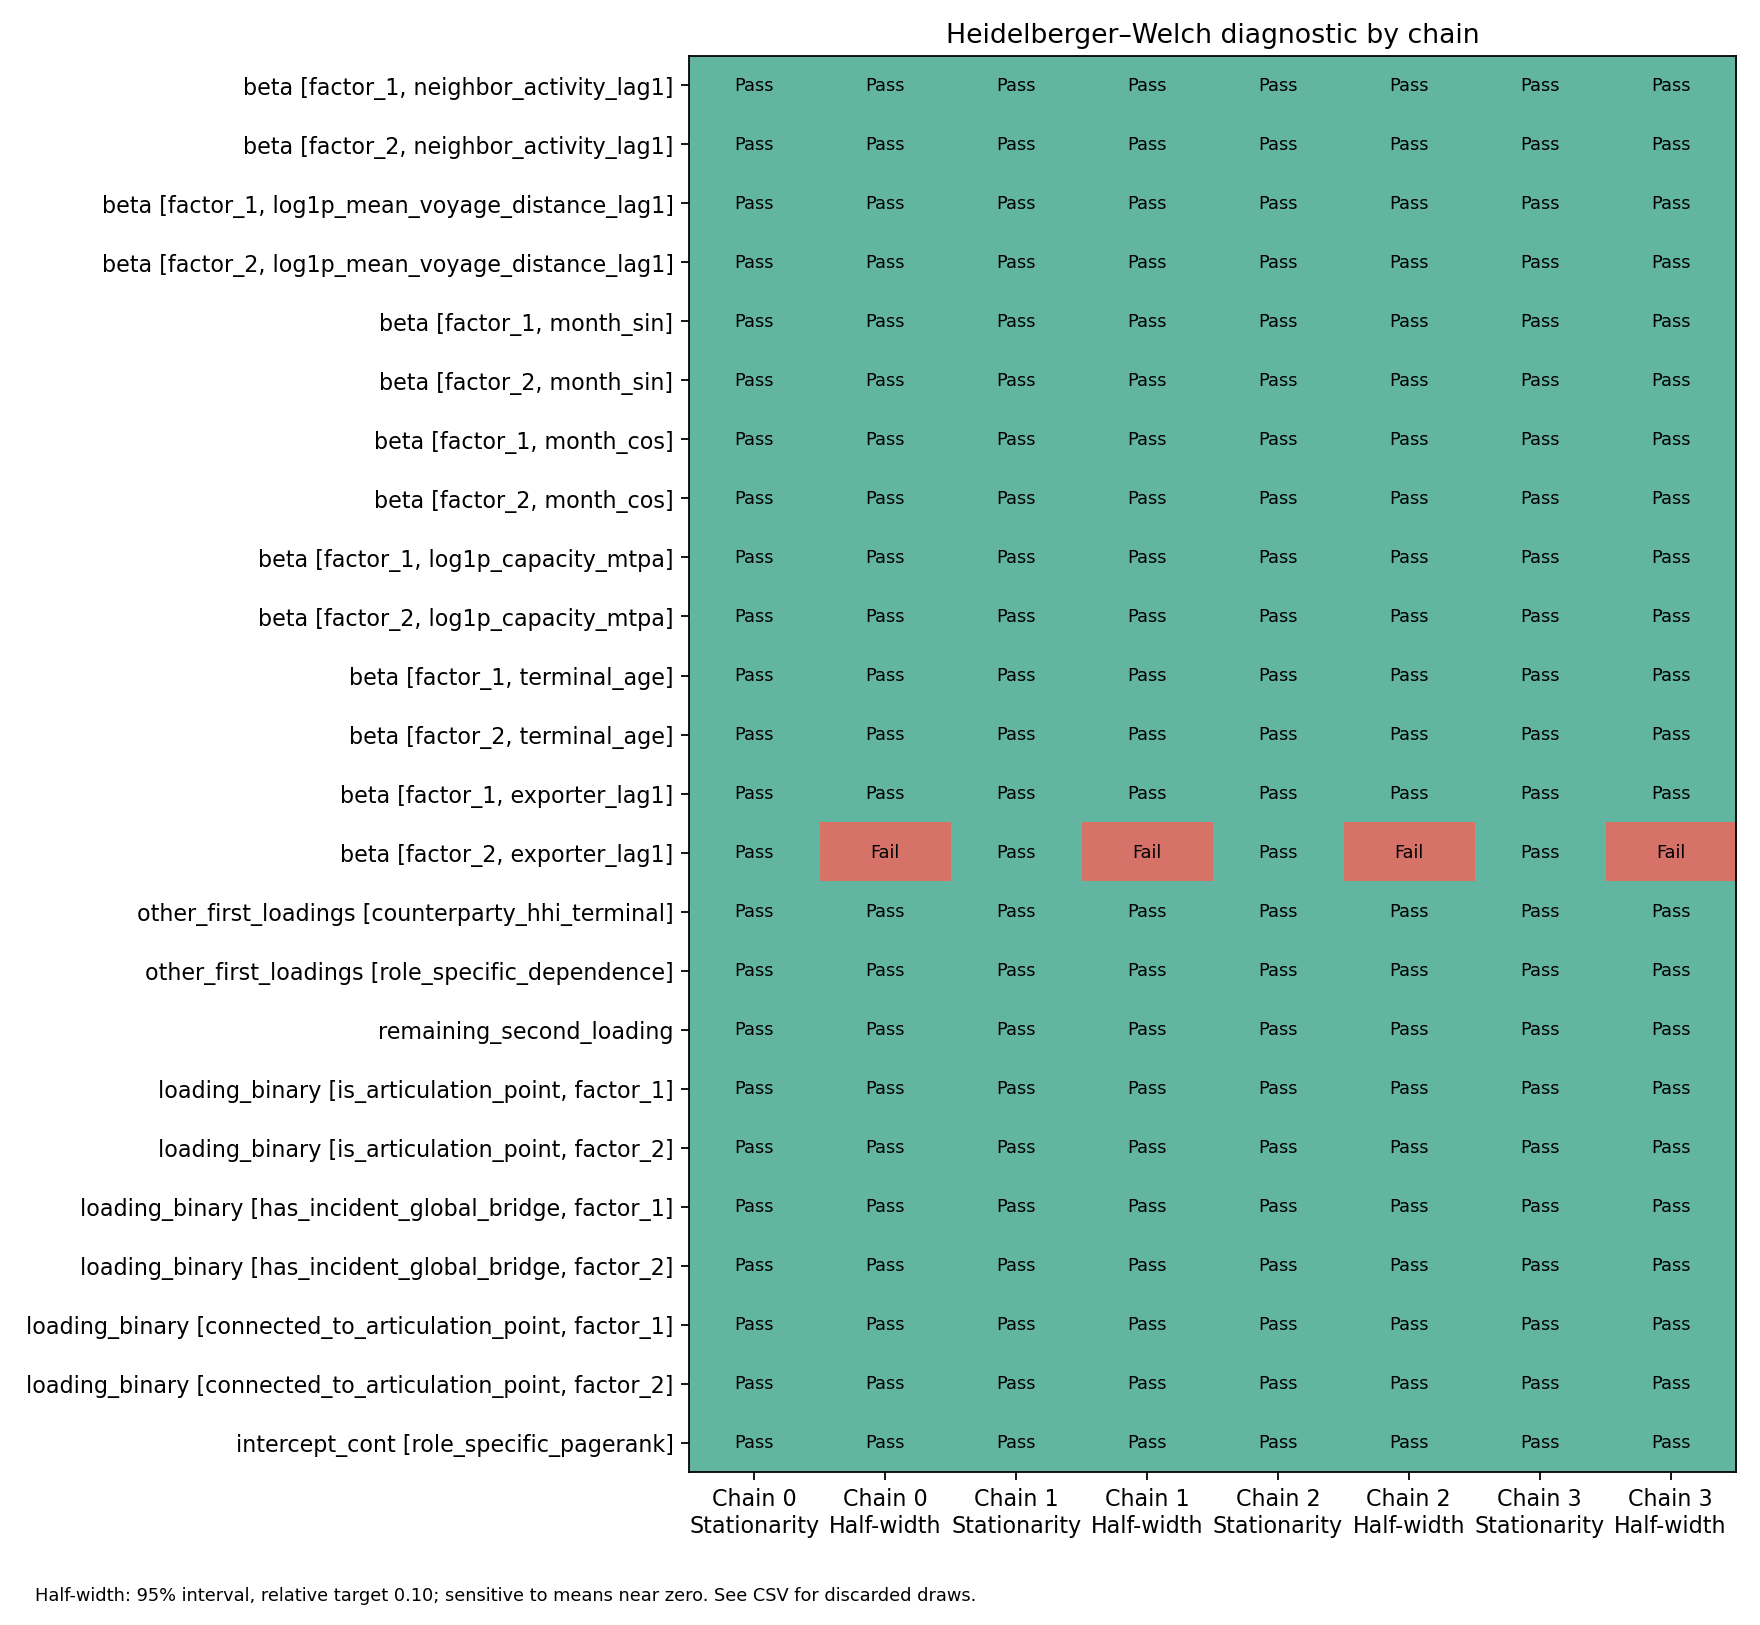 Heidelberger–Welch diagnostic by chain
beta [factor_1, neighbor_activity_lag1] Pass Pass Pass Pass Pass Pass Pass Pass
beta [factor_2, neighbor_activity_lag1] Pass Pass Pass Pass Pass Pass Pass Pass
beta [factor_1, log1p_mean_voyage_distance_lag1] Pass Pass Pass Pass Pass Pass Pass Pass
beta [factor_2, log1p_mean_voyage_distance_lag1] Pass Pass Pass Pass Pass Pass Pass Pass
beta [factor_1, month_sin] Pass Pass Pass Pass Pass Pass Pass Pass
beta [factor_2, month_sin] Pass Pass Pass Pass Pass Pass Pass Pass
beta [factor_1, month_cos] Pass Pass Pass Pass Pass Pass Pass Pass
beta [factor_2, month_cos] Pass Pass Pass Pass Pass Pass Pass Pass
beta [factor_1, log1p_capacity_mtpa] Pass Pass Pass Pass Pass Pass Pass Pass
beta [factor_2, log1p_capacity_mtpa] Pass Pass Pass Pass Pass Pass Pass Pass
beta [factor_1, terminal_age] Pass Pass Pass Pass Pass Pass Pass Pass
beta [factor_2, terminal_age] Pass Pass Pass Pass Pass Pass Pass Pass
beta [factor_1, exporter_lag1] Pass Pass Pass Pass Pass Pass Pass Pass
beta [factor_2, exporter_lag1] Pass Fail Pass Fail Pass Fail Pass Fail
other_first_loadings [counterparty_hhi_terminal] Pass Pass Pass Pass Pass Pass Pass Pass
other_first_loadings [role_specific_dependence] Pass Pass Pass Pass Pass Pass Pass Pass
remaining_second_loading Pass Pass Pass Pass Pass Pass Pass Pass
loading_binary [is_articulation_point, factor_1] Pass Pass Pass Pass Pass Pass Pass Pass
loading_binary [is_articulation_point, factor_2] Pass Pass Pass Pass Pass Pass Pass Pass
loading_binary [has_incident_global_bridge, factor_1] Pass Pass Pass Pass Pass Pass Pass Pass
loading_binary [has_incident_global_bridge, factor_2] Pass Pass Pass Pass Pass Pass Pass Pass
loading_binary [connected_to_articulation_point, factor_1] Pass Pass Pass Pass Pass Pass Pass Pass
loading_binary [connected_to_articulation_point, factor_2] Pass Pass Pass Pass Pass Pass Pass Pass
intercept_cont [role_specific_pagerank] Pass Pass Pass Pass Pass Pass Pass Pass
Chain 0 Chain 0 Chain 1 Chain 1 Chain 2 Chain 2 Chain 3 Chain 3
Stationarity Half-width Stationarity Half-width Stationarity Half-width Stationarity Half-width
Half-width: 95% interval, relative target 0.10; sensitive to means near zero. See CSV for discarded draws.